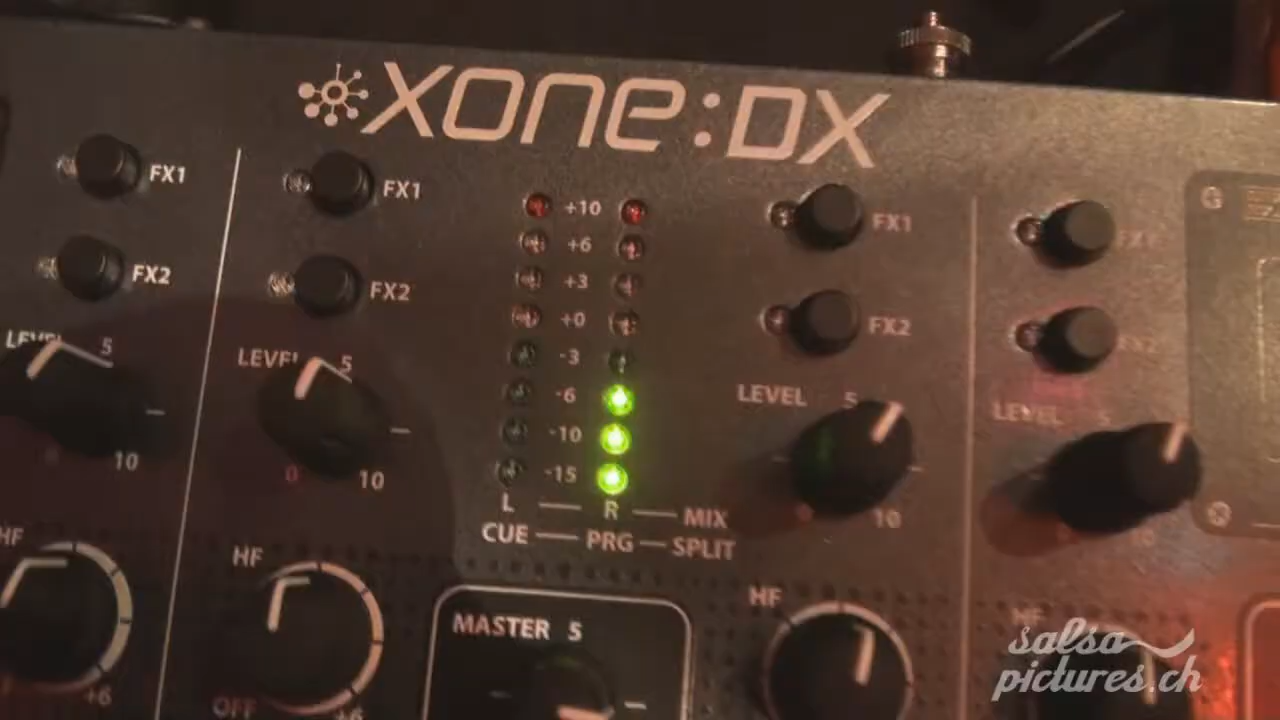 xone:DX
FX1
FX1
+10
FX1
+6
FX2
FX2
+3
FX2
+0
LEVEL 5
LEVEL 5
-3
-6
LEVEL 5
LEVEL
-10
10
0
10
-15
10
L R MIX
CUE PRG SPLIT
HF
HF
HF
HF
MASTER 5
+6
OFF
+6
salsa
pictures.ch